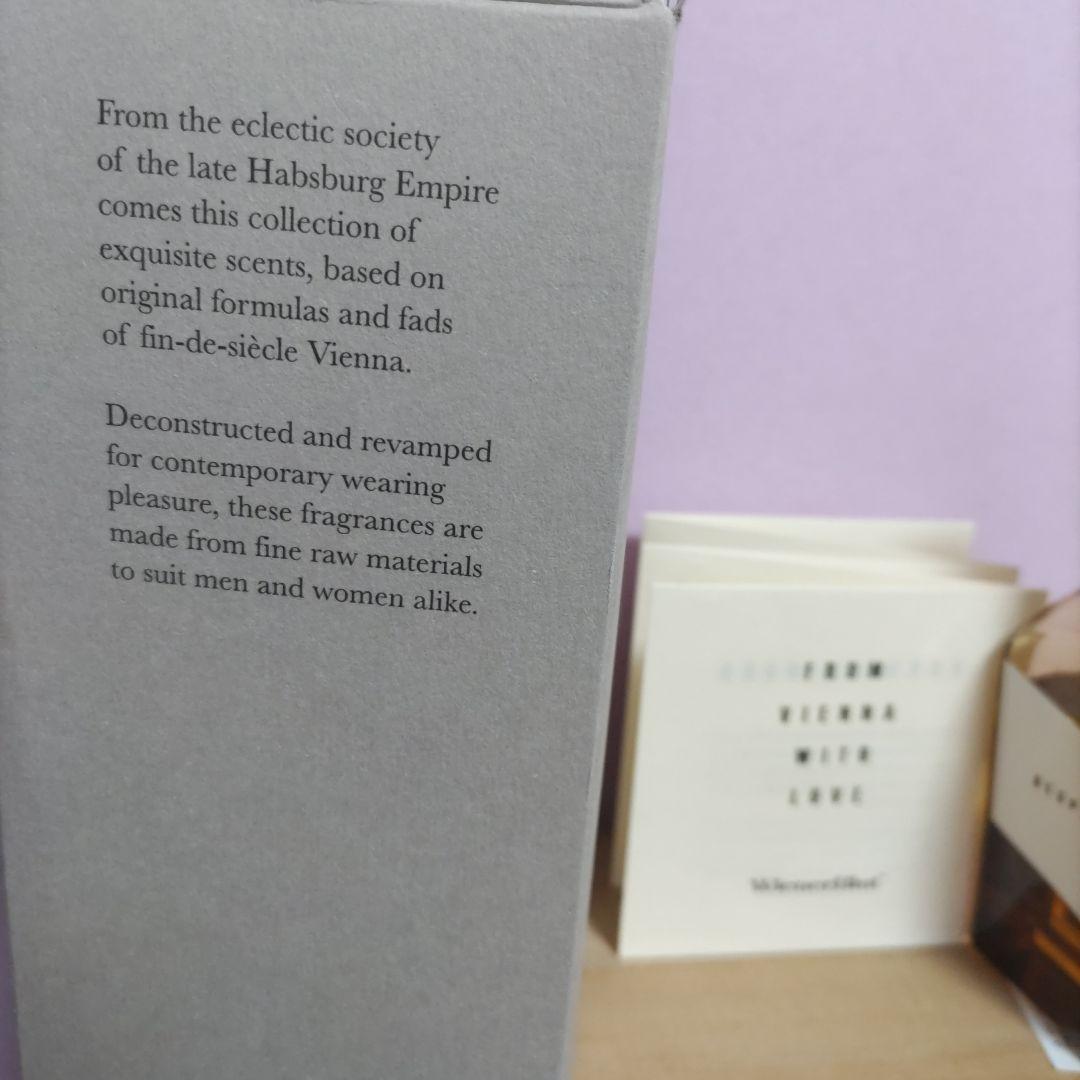 From the eclectic society
of the late Habsburg Empire
comes this collection of
exquisite scents, based on
original formulas and fads
of fin-de-siècle Vienna.
Deconstructed and revamped
for contemporary wearing
pleasure, these fragrances are
made from fine raw materials
to suit men and women alike.
FROM
VIENNA
WITH
LOVE